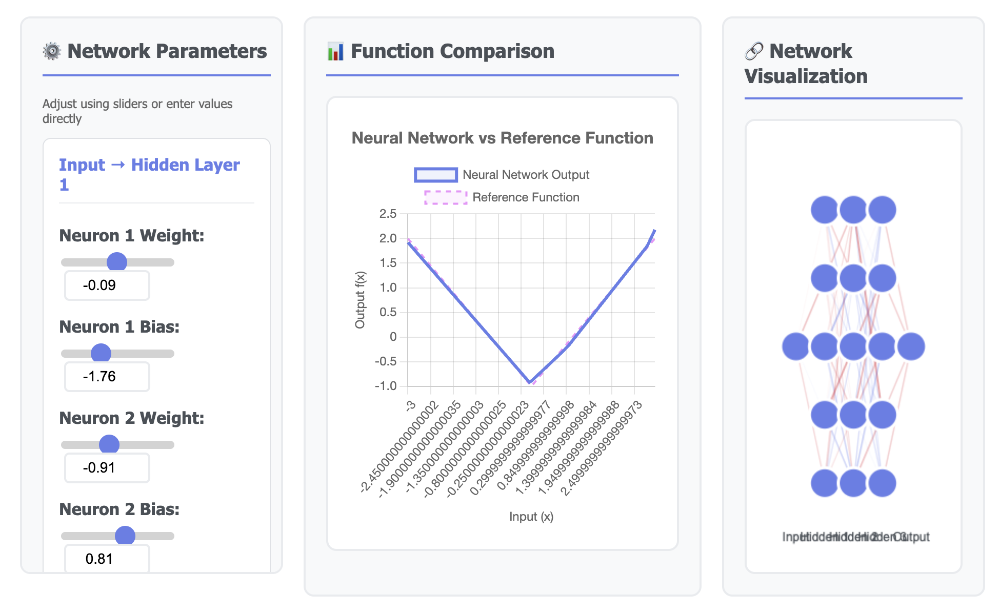 Network Parameters
Adjust using sliders or enter values
directly
Input → Hidden Layer
1
Neuron 1 Weight:
-0.09
Neuron 1 Bias:
-1.76
Neuron 2 Weight:
-0.91
Neuron 2 Bias:
0.81
Function Comparison
Neural Network vs Reference Function
Neural Network Output
Reference Function
Output f(x)
2.5
2.0
1.5
1.0
0.5
0
-0.5
-1.0
-3
-2.4500000000000002
-1.9000000000000035
-1.3500000000000003
-0.8000000000000025
-0.2500000000000023
0.2999999999999977
0.8499999999999998
1.3999999999999984
1.9499999999999988
2.4999999999999973
Input (x)
Network
Visualization
Input
Output